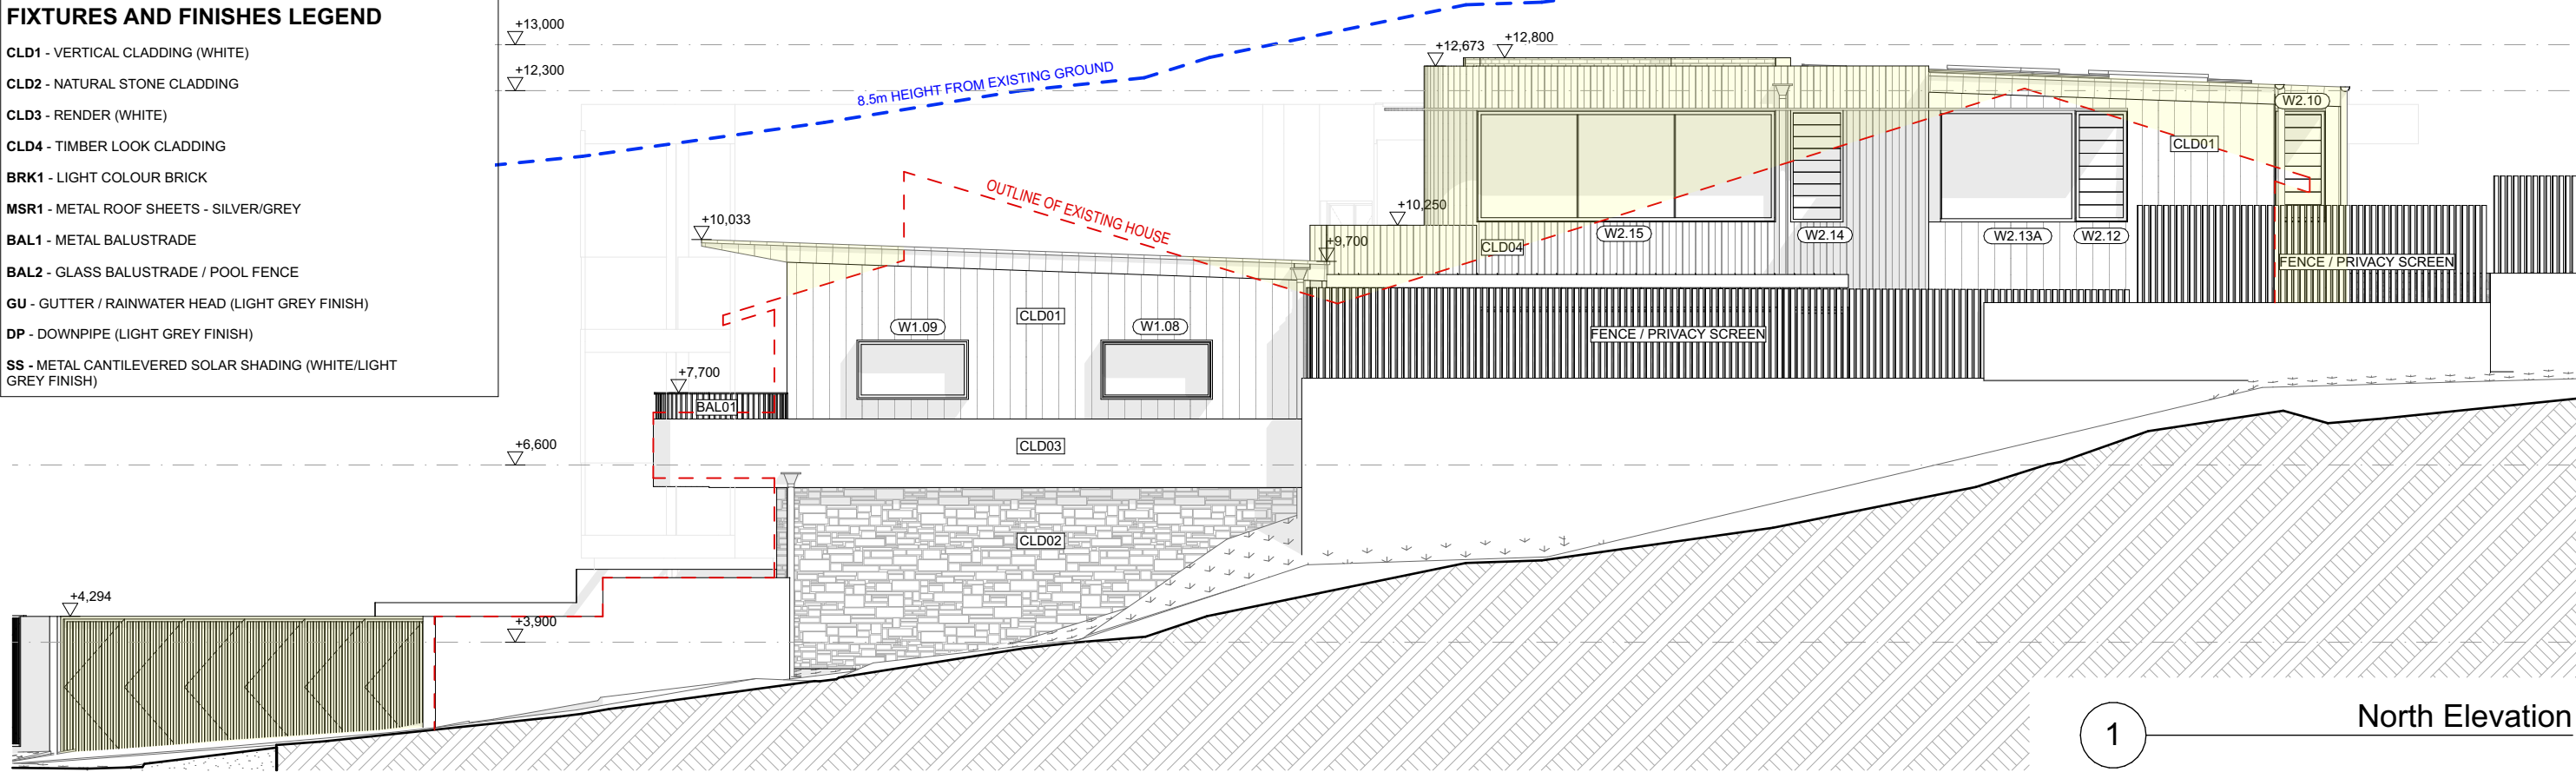 FIXTURES AND FINISHES LEGEND
CLD1 - VERTICAL CLADDING (WHITE)
CLD2 - NATURAL STONE CLADDING
CLD3 - RENDER (WHITE)
CLD4 - TIMBER LOOK CLADDING
BRK1 - LIGHT COLOUR BRICK
MSR1 - METAL ROOF SHEETS - SILVER/GREY
BAL1 - METAL BALUSTRADE
BAL2 - GLASS BALUSTRADE / POOL FENCE
GU - GUTTER / RAINWATER HEAD (LIGHT GREY FINISH)
DP - DOWNPIPE (LIGHT GREY FINISH)
SS - METAL CANTILEVERED SOLAR SHADING (WHITE/LIGHT
GREY FINISH)
+13,000
+12,300
8.5m HEIGHT FROM EXISTING GROUND
+12,673
+12,800
W2.10
CLD01
OUTLINE OF EXISTING HOUSE
+10,033
+10,250
+9,700
CLD04
W2.15
W2.14
W2.13A
W2.12
FENCE / PRIVACY SCREEN
CLD01
W1.09
W1.08
FENCE / PRIVACY SCREEN
+7,700
BAL01
+6,600
CLD03
CLD02
+4,294
+3,900
1
North Elevation